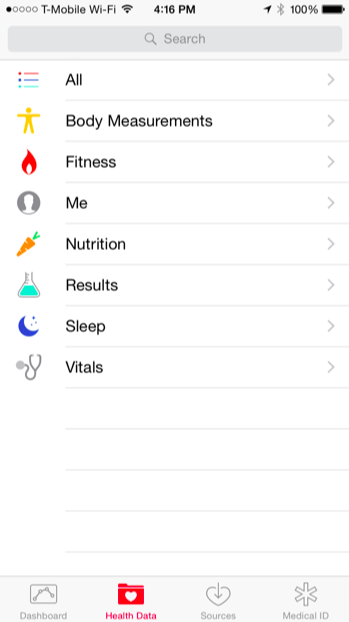 T-Mobile Wi-Fi 4:16 PM 100%
Search
All
Body Measurements
Fitness
Me
Nutrition
Results
Sleep
Vitals
Dashboard Health Data Sources Medical ID